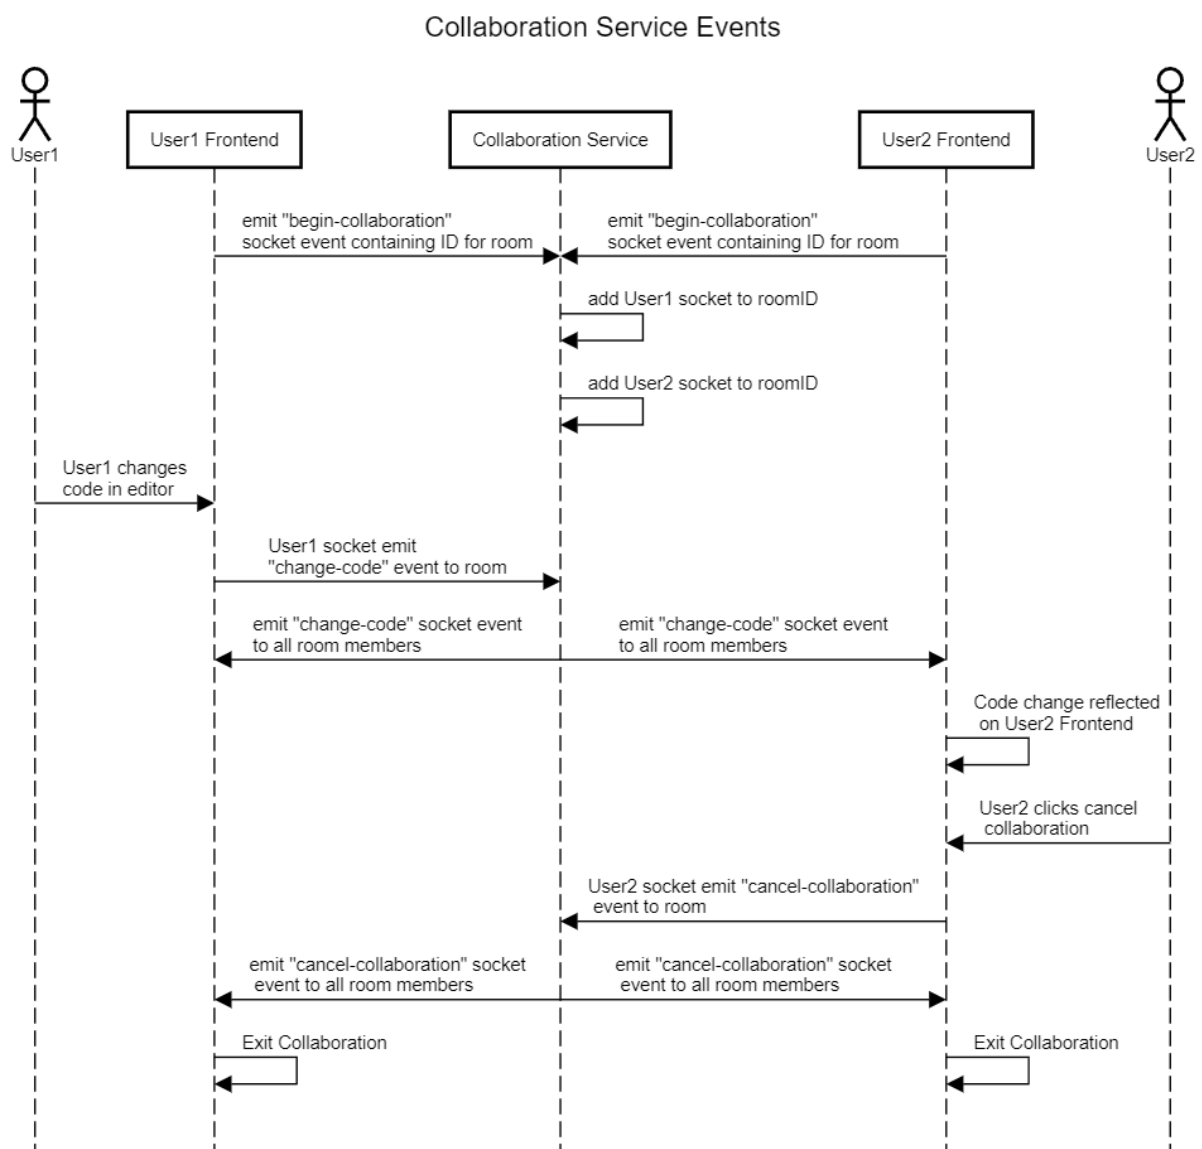 Collaboration Service Events
User1
User1 Frontend
Collaboration Service
User2 Frontend
User2
emit "begin-collaboration"
socket event containing ID for room
emit "begin-collaboration"
socket event containing ID for room
add User1 socket to roomID
add User2 socket to roomID
User1 changes
code in editor
User1 socket emit
"change-code" event to room
emit "change-code" socket event
to all room members
emit "change-code" socket event
to all room members
Code change reflected
on User2 Frontend
User2 clicks cancel
collaboration
User2 socket emit "cancel-collaboration"
event to room
emit "cancel-collaboration" socket
event to all room members
emit "cancel-collaboration" socket
event to all room members
Exit Collaboration
Exit Collaboration